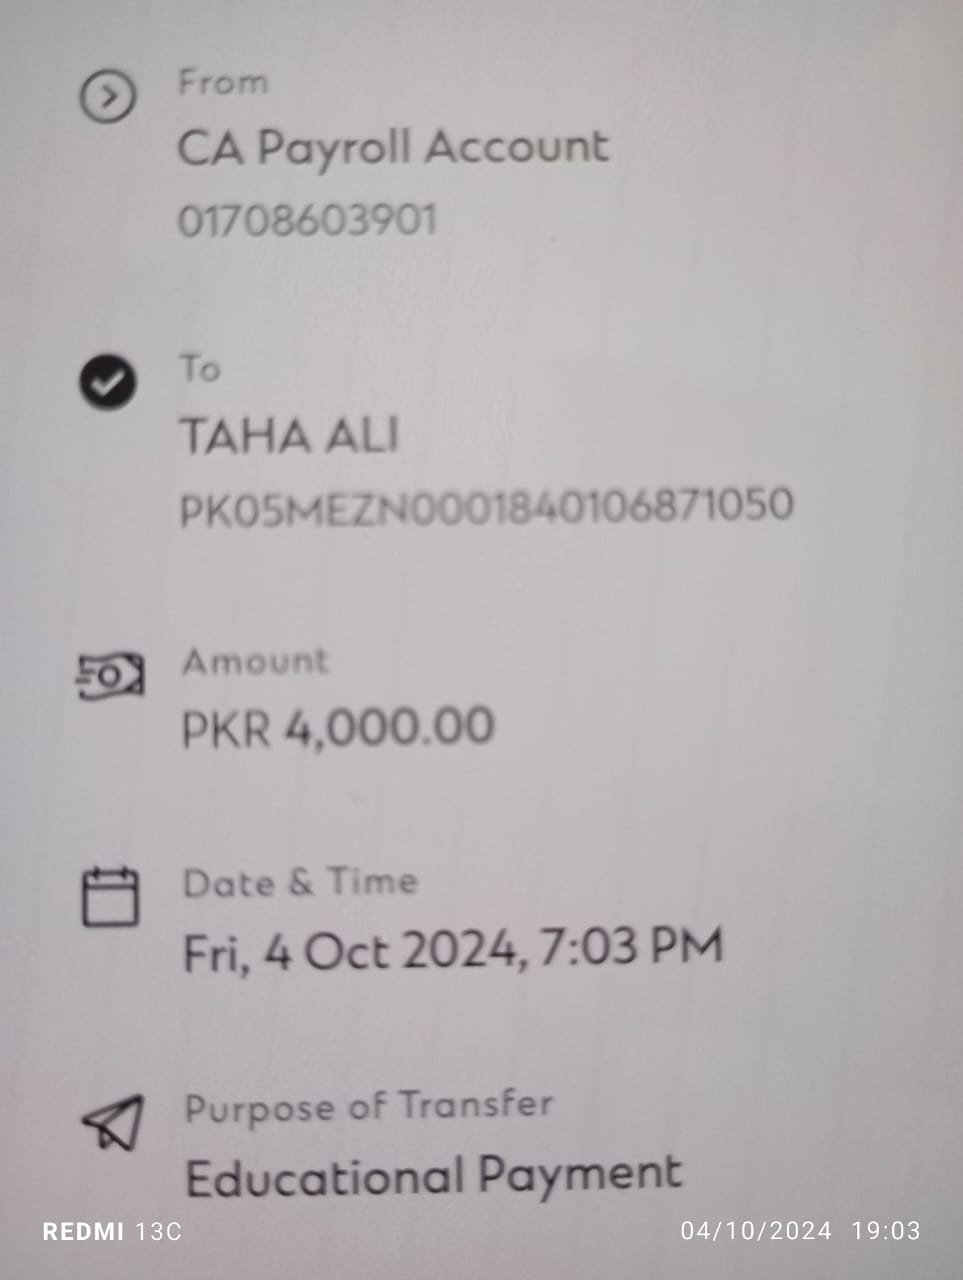 From
CA Payroll Account
01708603901
To
TAHA ALI
PK05MEZN0001840106871050
Amount
PKR 4,000.00
Date & Time
Fri, 4 Oct 2024, 7:03 PM
Purpose of Transfer
Educational Payment
REDMI 13C
04/10/2024 19:03